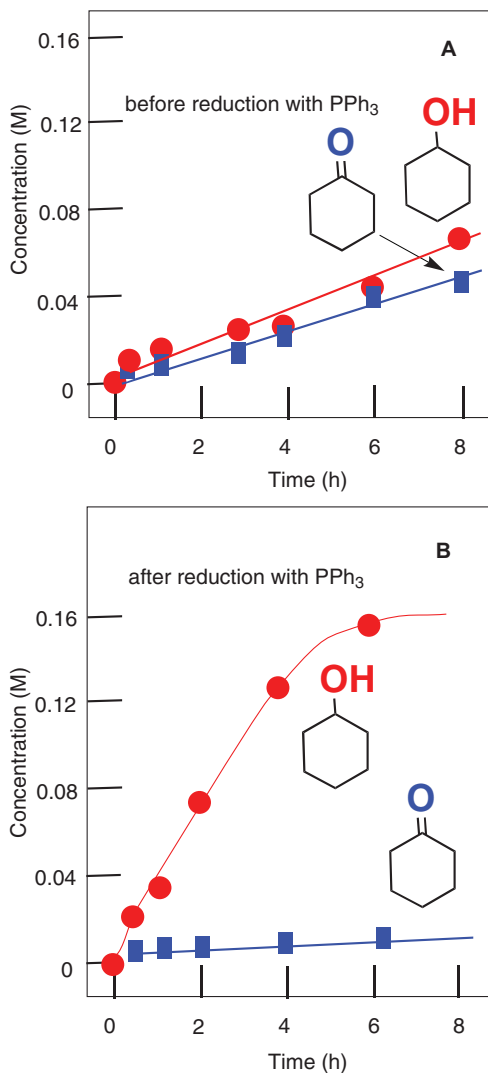 A
0.16
before reduction with PPh3
0.12
O
OH
0.08
0.04
0
Concentration (M)
0 2 4 6 8
Time (h)
B
after reduction with PPh3
0.16
OH
0.12
0.08
O
0.04
0
Concentration (M)
0 2 4 6 8
Time (h)